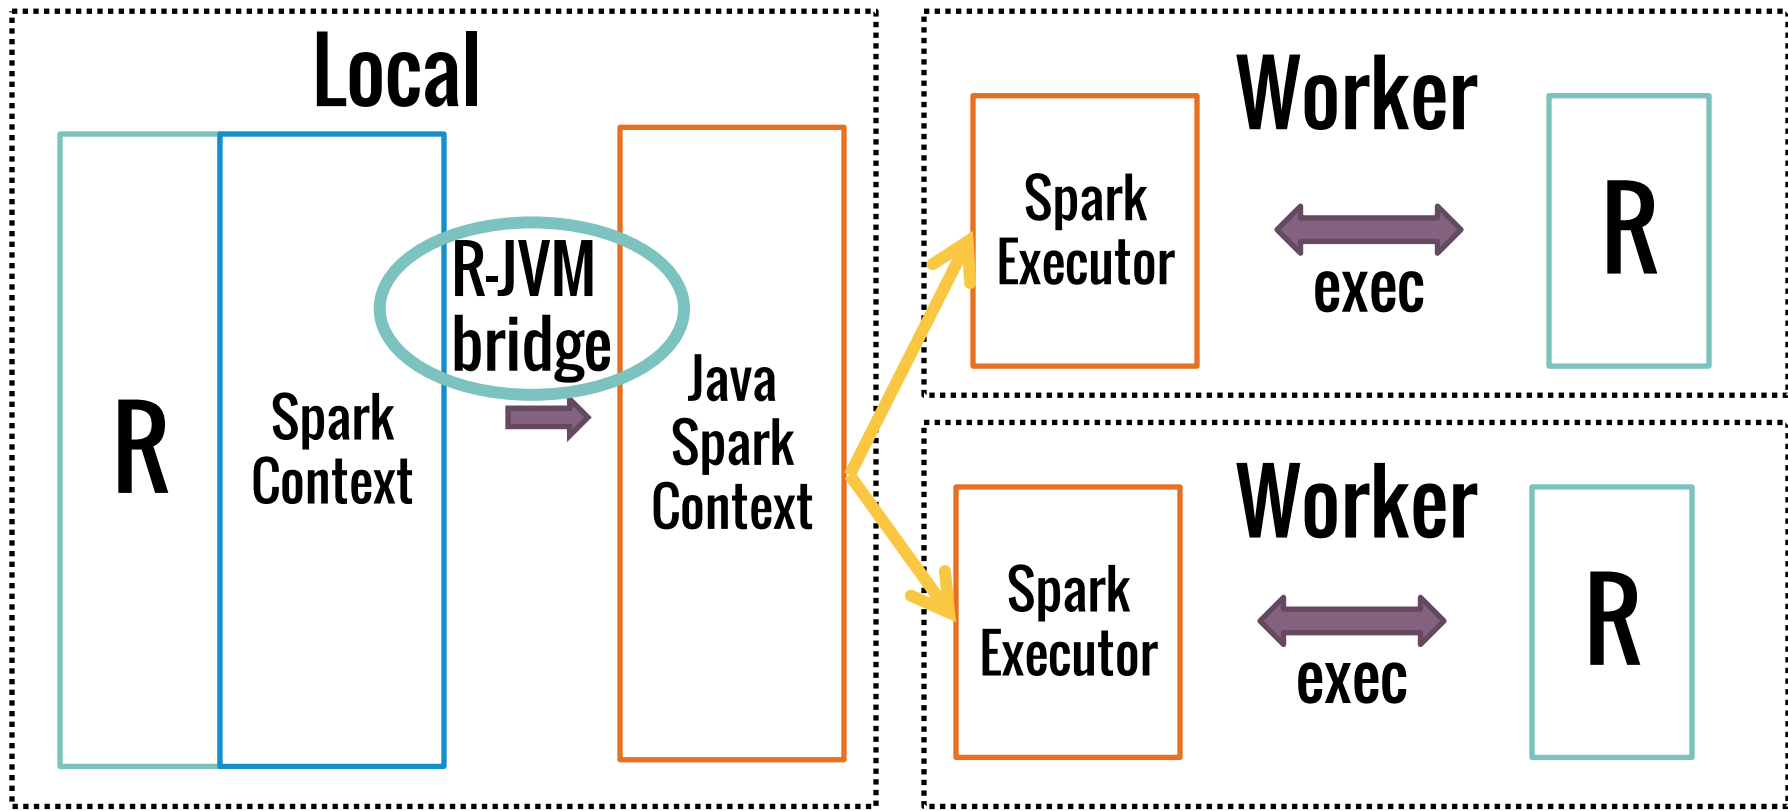 Local
R
Spark
Context
R-JVM
bridge
Java
Spark
Context
Worker
Spark
Executor
exec
R
Worker
Spark
Executor
exec
R